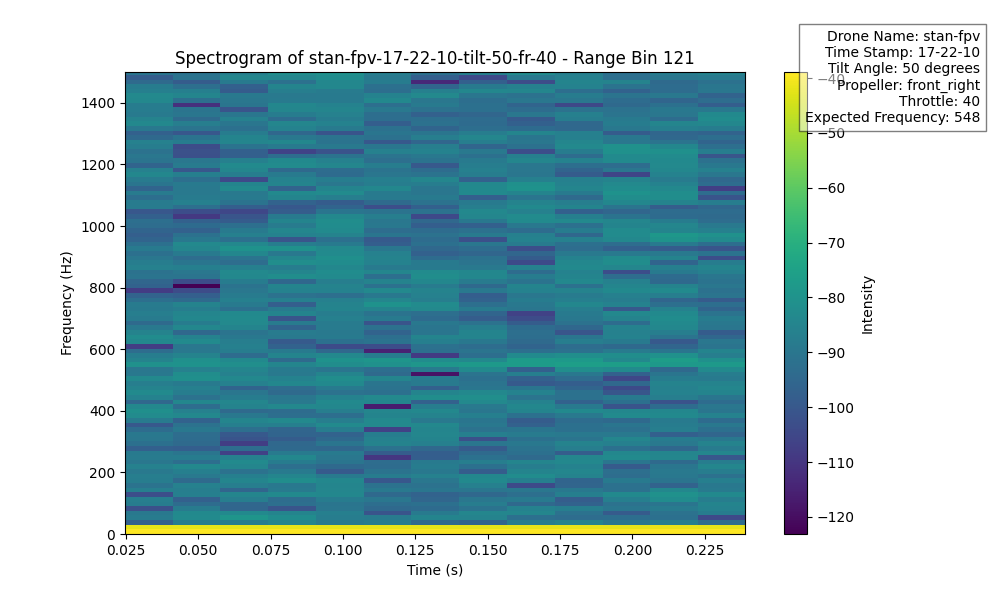 Spectrogram of stan-fpv-17-22-10-tilt-50-fr-40 - Range Bin 121
Drone Name: stan-fpv
Time Stamp: 17-22-10
Tilt Angle: 50 degrees
Propeller: front_right
Throttle: 40
Expected Frequency: 548
Frequency (Hz)
1400
1200
1000
800
600
400
200
0
0.025
0.050
0.075
0.100
0.125
0.150
0.175
0.200
0.225
Time (s)
−40
−50
−60
−70
−80
−90
−100
−110
−120
Intensity